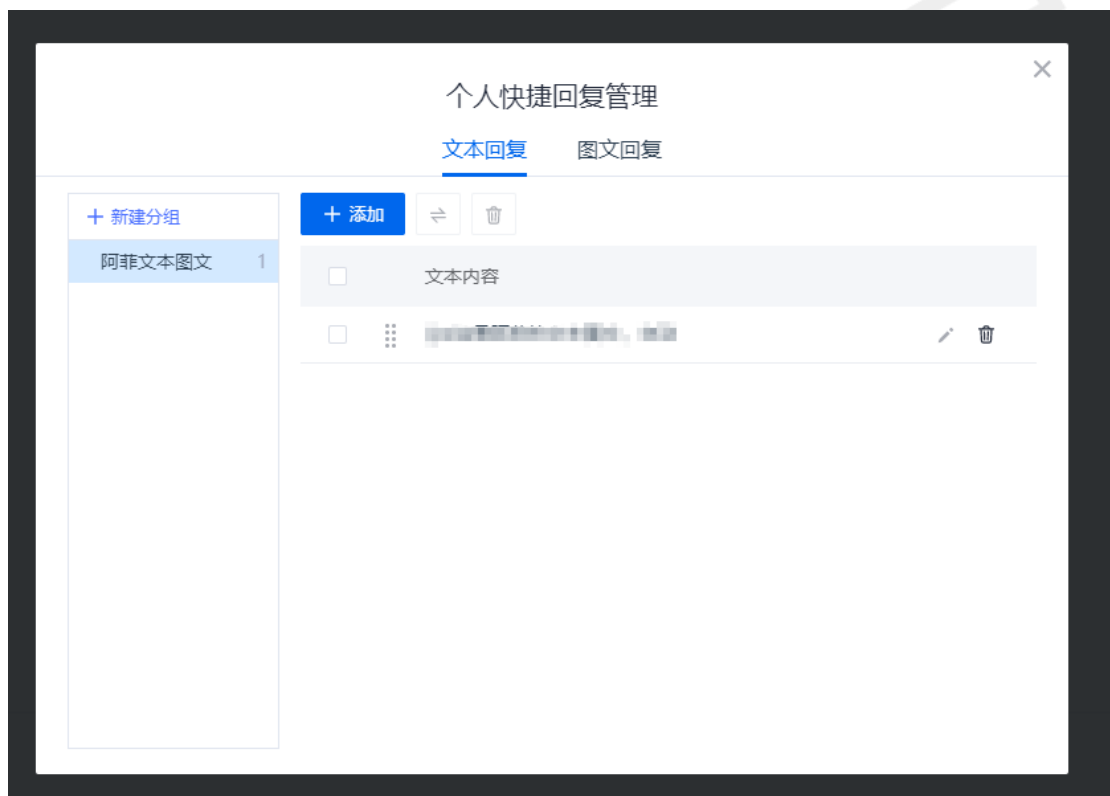 个人快捷回复管理
文本回复 图文回复
新建分组
添加
阿菲文本图文 1
文本内容